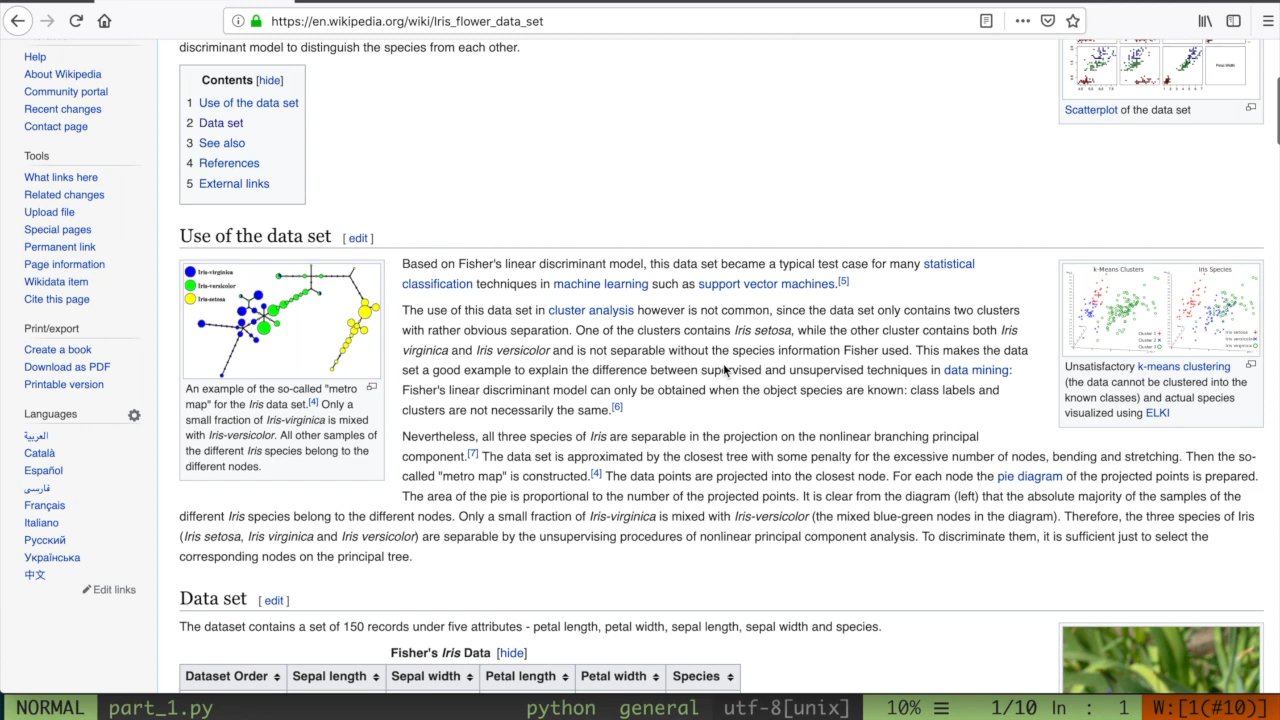 https://en.wikipedia.org/wiki/Iris_flower_data_set
Help
About Wikipedia
Community portal
Recent changes
Contact page
Tools
What links here
Related changes
Upload file
Special pages
Permanent link
Page information
Wikidata item
Cite this page
Print/export
Create a book
Download as PDF
Printable version
Languages
العربية
Català
Español
فارسی
Français
Italiano
Русский
Українська
中文
Edit links
discriminant model to distinguish the species from each other.
Contents [hide]
1 Use of the data set
2 Data set
3 See also
4 References
5 External links
Petal Width
Scatterplot of the data set
Use of the data set [ edit ]
Iris-virginica
Iris-versicolor
Iris-setosa
An example of the so-called "metro
map" for the Iris data set.[4] Only a
small fraction of Iris-virginica is mixed
with Iris-versicolor. All other samples of
the different Iris species belong to the
different nodes.
Based on Fisher's linear discriminant model, this data set became a typical test case for many statistical
classification techniques in machine learning such as support vector machines.[5]
The use of this data set in cluster analysis however is not common, since the data set only contains two clusters
with rather obvious separation. One of the clusters contains Iris setosa, while the other cluster contains both Iris
virginica and Iris versicolor and is not separable without the species information Fisher used. This makes the data
set a good example to explain the difference between supervised and unsupervised techniques in data mining:
Fisher's linear discriminant model can only be obtained when the object species are known: class labels and
clusters are not necessarily the same.[6]
k-Means Clusters
Iris Species
Cluster 1
Cluster 2
Cluster 3
Iris setosa
Iris versicolor
Iris virginica
Unsatisfactory k-means clustering
(the data cannot be clustered into the
known classes) and actual species
visualized using ELKI
Nevertheless, all three species of Iris are separable in the projection on the nonlinear branching principal
component.[7] The data set is approximated by the closest tree with some penalty for the excessive number of nodes, bending and stretching. Then the so-
called "metro map" is constructed.[4] The data points are projected into the closest node. For each node the pie diagram of the projected points is prepared.
The area of the pie is proportional to the number of the projected points. It is clear from the diagram (left) that the absolute majority of the samples of the
different Iris species belong to the different nodes. Only a small fraction of Iris-virginica is mixed with Iris-versicolor (the mixed blue-green nodes in the diagram). Therefore, the three species of Iris
(Iris setosa, Iris virginica and Iris versicolor) are separable by the unsupervising procedures of nonlinear principal component analysis. To discriminate them, it is sufficient just to select the
corresponding nodes on the principal tree.
Data set [ edit ]
The dataset contains a set of 150 records under five attributes - petal length, petal width, sepal length, sepal width and species.
Fisher's Iris Data [hide]
Dataset Order Sepal length Sepal width Petal length Petal width Species
NORMAL part_1.py python general utf-8[unix] 10% 1/10 ln : 1 W:[1(#10)]